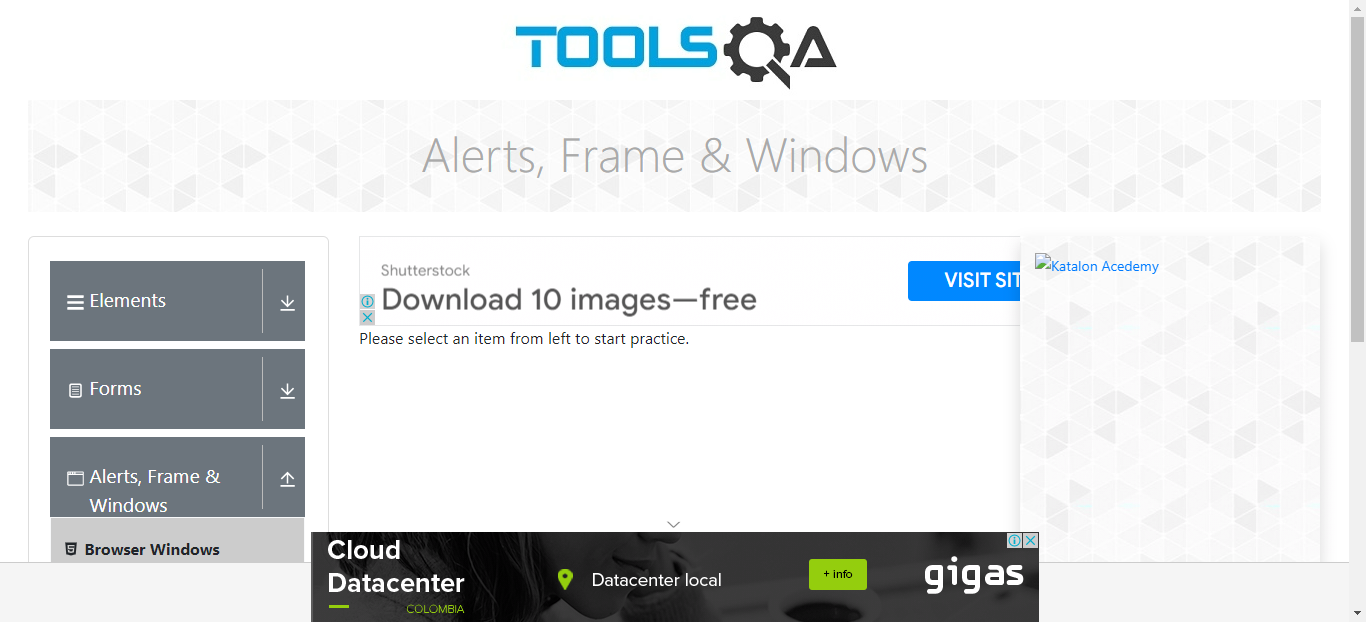 TOOLSQA
Alerts, Frame & Windows
Elements
Forms
Alerts, Frame &
Windows
Browser Windows
Shutterstock
Download 10 images—free
VISIT SIT
Please select an item from left to start practice.
Katalon Acedemy
Cloud
Datacenter
COLOMBIA
Datacenter local
+ info
gigas